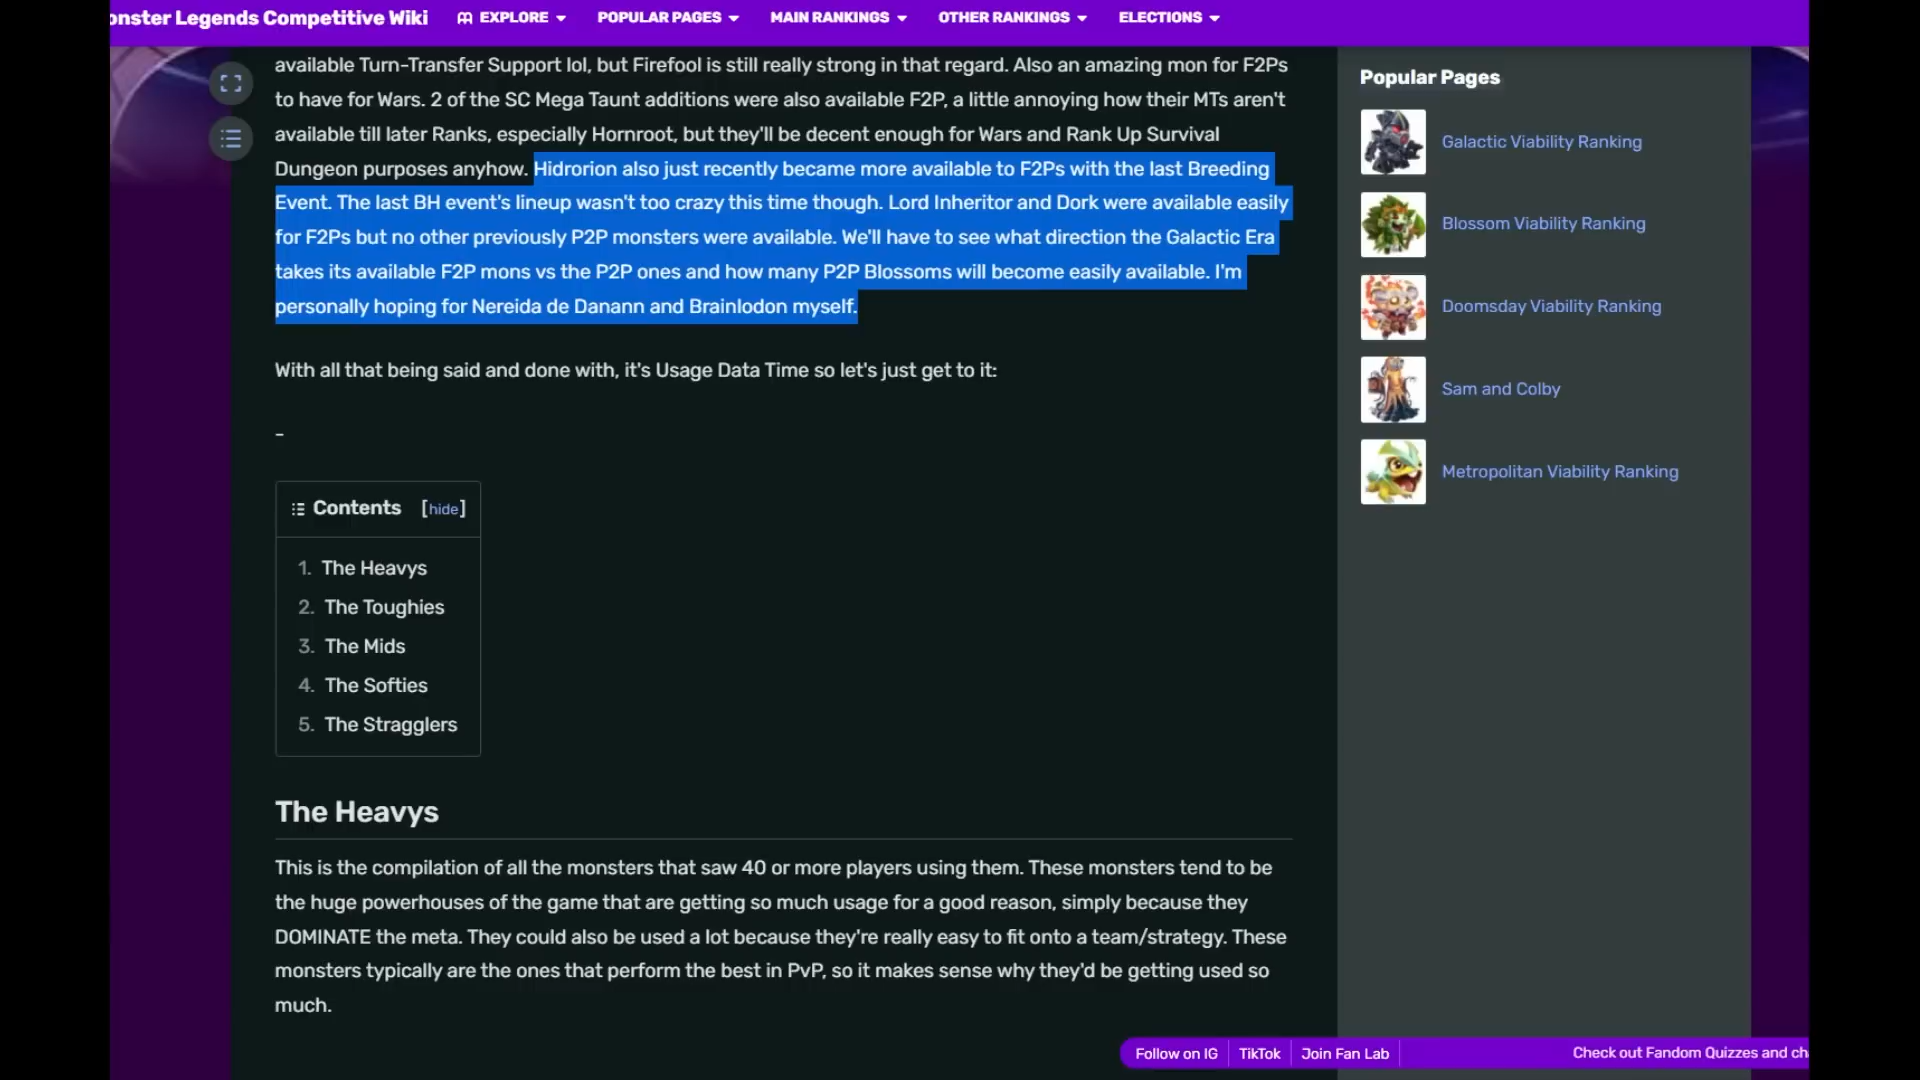 onster Legends Competitive Wiki
EXPLORE
POPULAR PAGES
MAIN RANKINGS
OTHER RANKINGS
ELECTIONS
available Turn-Transfer Support lol, but Firefool is still really strong in that regard. Also an amazing mon for F2Ps
to have for Wars. 2 of the SC Mega Taunt additions were also available F2P, a little annoying how their MTs aren't
available till later Ranks, especially Hornroot, but they'll be decent enough for Wars and Rank Up Survival
Dungeon purposes anyhow. Hidrorion also just recently became more available to F2Ps with the last Breeding
Event. The last BH event's lineup wasn't too crazy this time though. Lord Inheritor and Dork were available easily
for F2Ps but no other previously P2P monsters were available. We'll have to see what direction the Galactic Era
takes its available F2P mons vs the P2P ones and how many P2P Blossoms will become easily available. I'm
personally hoping for Nereida de Danann and Brainlodon myself.
With all that being said and done with, it's Usage Data Time so let's just get to it:
–
Contents [hide]
1. The Heavys
2. The Toughies
3. The Mids
4. The Softies
5. The Stragglers
The Heavys
This is the compilation of all the monsters that saw 40 or more players using them. These monsters tend to be
the huge powerhouses of the game that are getting so much usage for a good reason, simply because they
DOMINATE the meta. They could also be used a lot because they're really easy to fit onto a team/strategy. These
monsters typically are the ones that perform the best in PvP, so it makes sense why they'd be getting used so
much.
Popular Pages
Galactic Viability Ranking
Blossom Viability Ranking
Doomsday Viability Ranking
Sam and Colby
Metropolitan Viability Ranking
Follow on IG
TikTok
Join Fan Lab
Check out Fandom Quizzes and ch